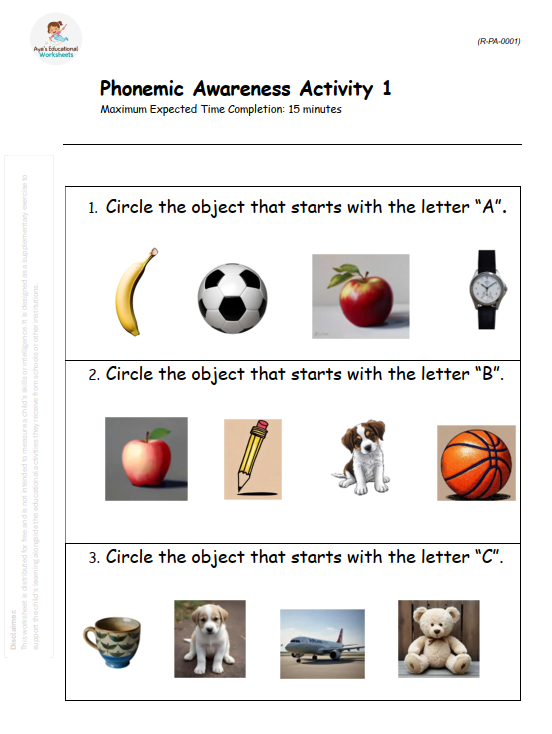 Aya's Educational
Worksheets
(R-PA-0001)
Phonemic Awareness Activity 1
Maximum Expected Time Completion: 15 minutes
Disclaimer:
This worksheet is distributed for free and is not intended to measure a child's skills or intelligence. It is designed as a supplementary exercise to
support the child's learning alongside the educational activities they receive from schools or other institutions.
1. Circle the object that starts with the letter “A”.
2. Circle the object that starts with the letter “B”.
3. Circle the object that starts with the letter “C”.